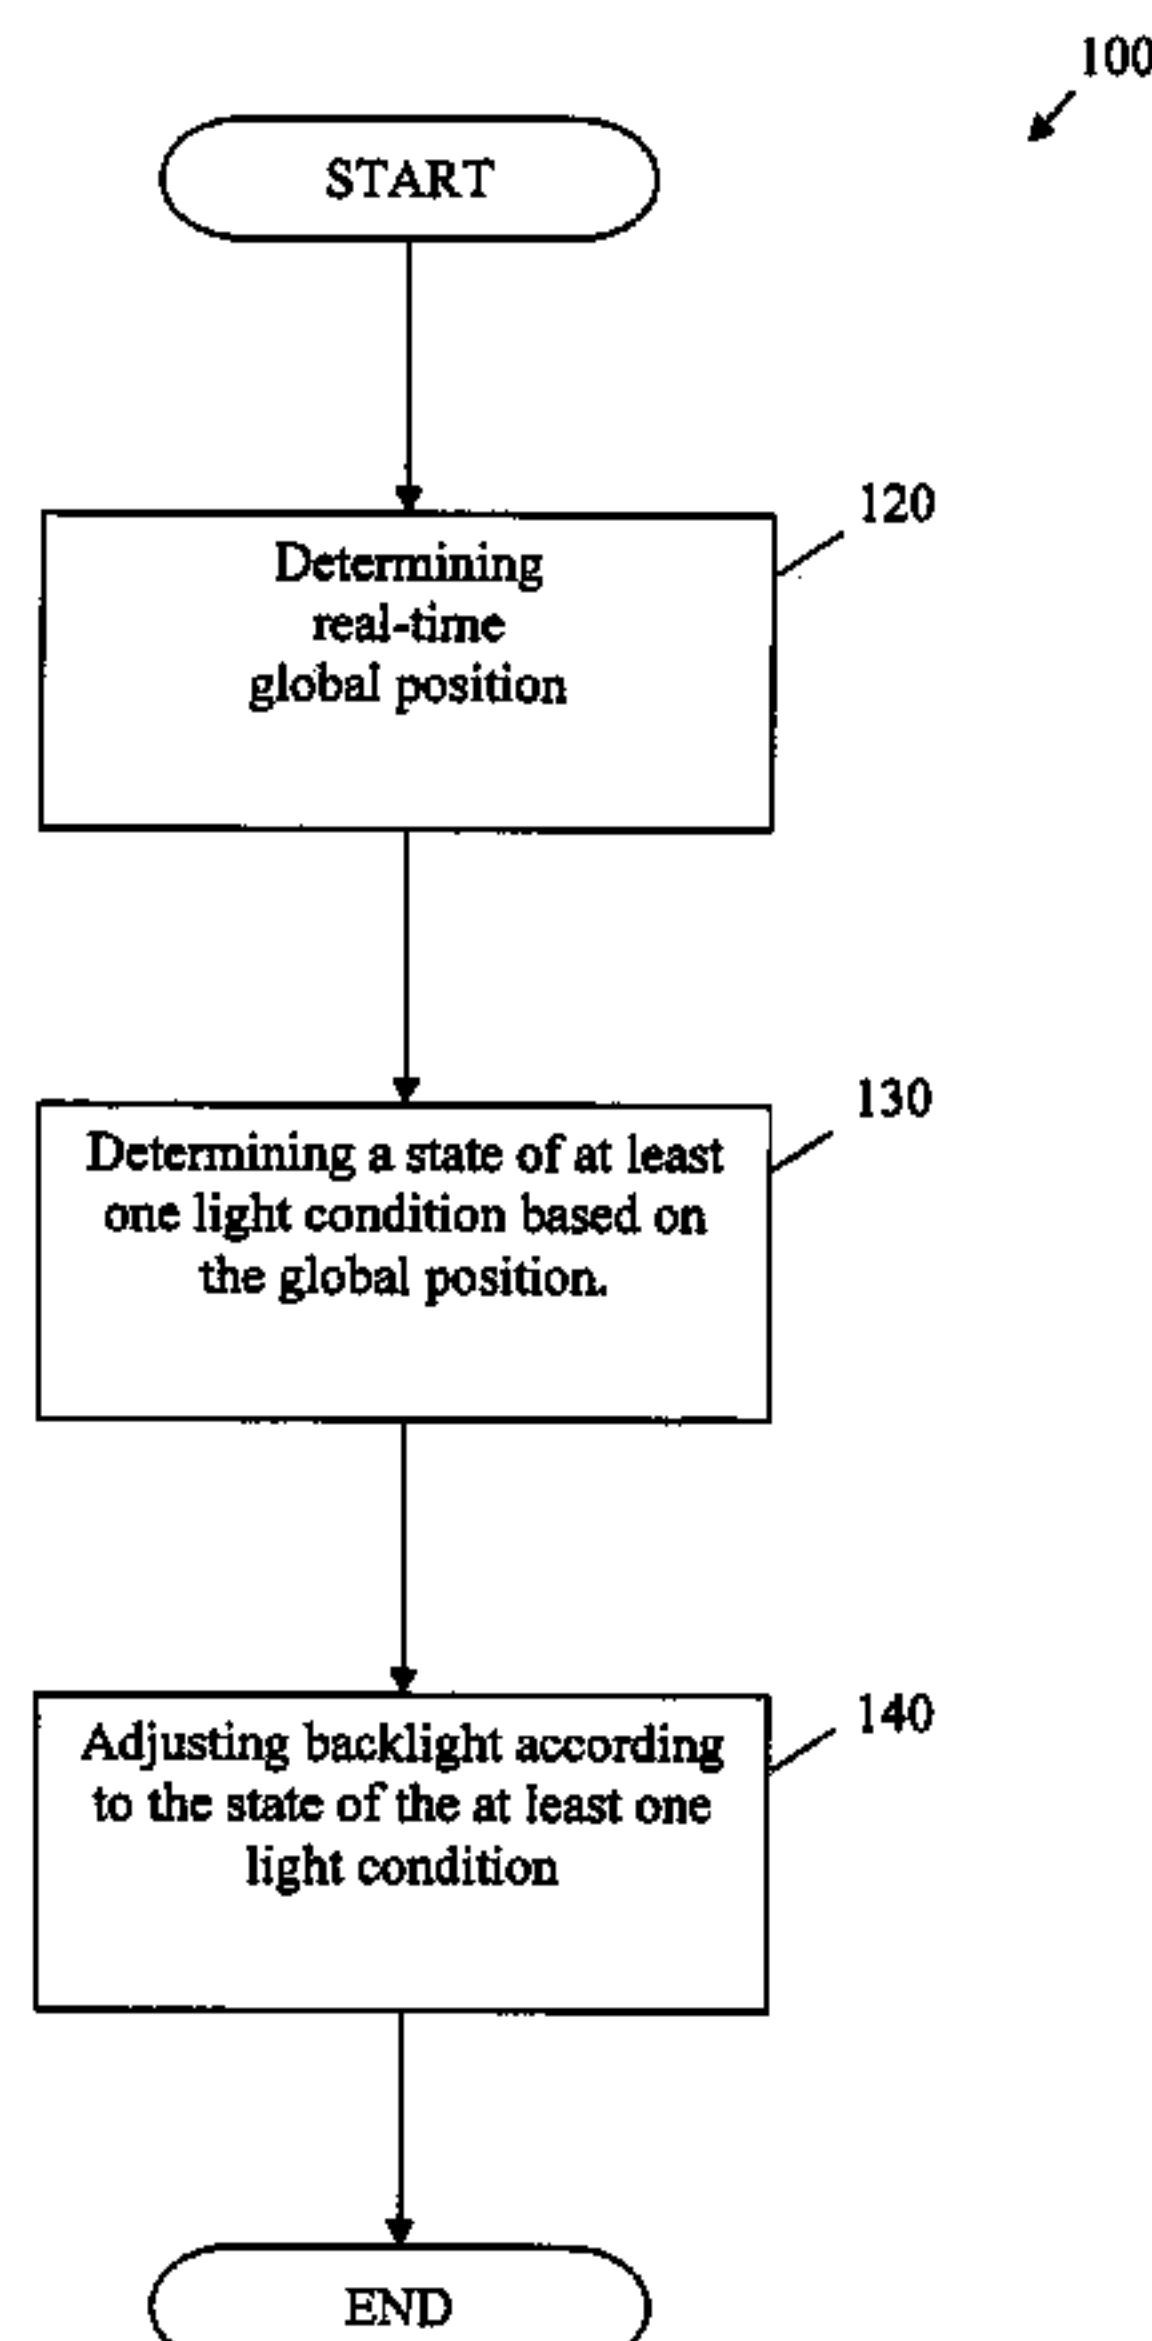 100
START
120
Determining
real-time
global position
130
Determining a state of at least
one light condition based on
the global position.
140
Adjusting backlight according
to the state of the at least one
light condition
END